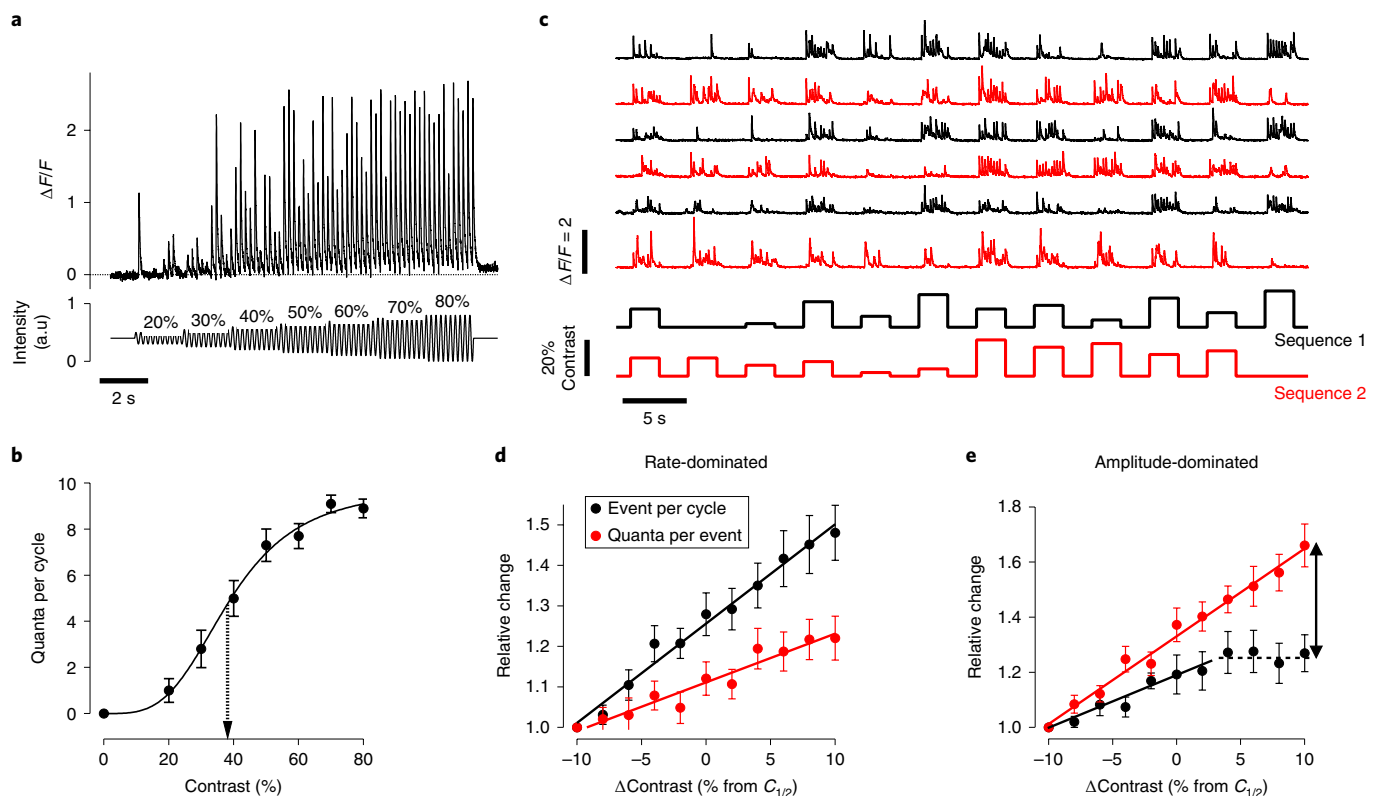 a
ΔF/F
2
1
0
Intensity
(a.u)
1
0
20% 30% 40% 50% 60% 70% 80%
2 s
b
Quanta per cycle
10
8
6
4
2
0
0 20 40 60 80
Contrast (%)
c
ΔF/F = 2
20%
Contrast
Sequence 1
Sequence 2
5 s
d
Rate-dominated
Event per cycle
Quanta per event
Relative change
1.5
1.4
1.3
1.2
1.1
1.0
–10 –5 0 5 10
ΔContrast (% from C1/2)
e
Amplitude-dominated
Relative change
1.8
1.6
1.4
1.2
1.0
–10 –5 0 5 10
ΔContrast (% from C1/2)